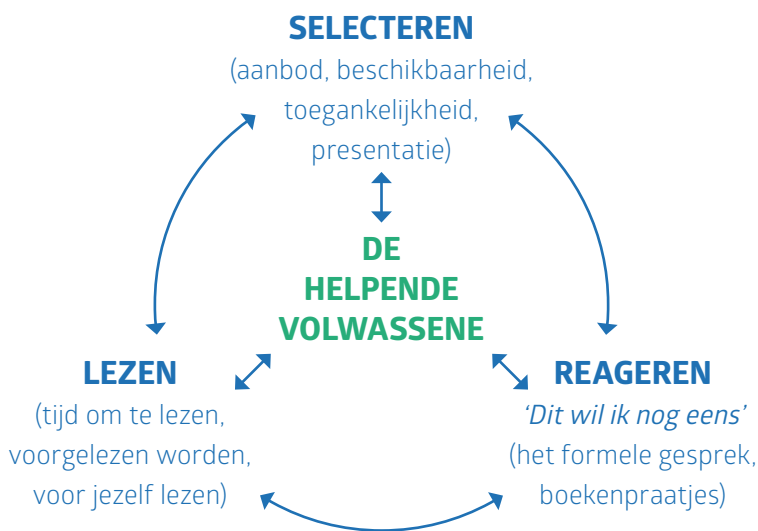 SELECTEREN
(aanbod, beschikbaarheid,
toegankelijkheid,
presentatie)
DE
HELPENDE
VOLWASSENE
LEZEN
(tijd om te lezen,
voorgelezen worden,
voor jezelf lezen)
REAGEREN
‘Dit wil ik nog eens’
(het formele gesprek,
boekenpraatjes)